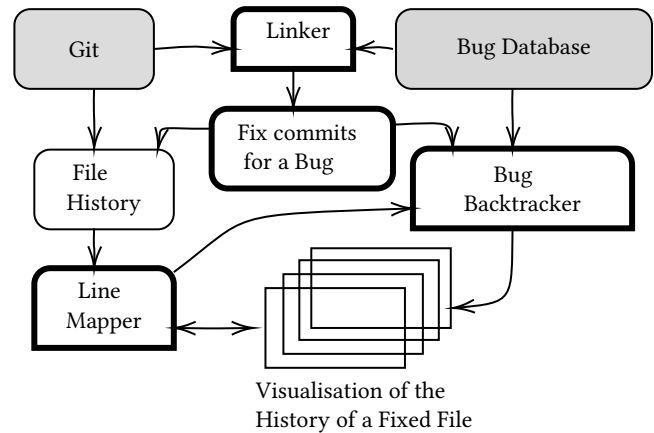 Git
Linker
Bug Database
Fix commits
for a Bug
File
History
Bug
Backtracker
Line
Mapper
Visualisation of the
History of a Fixed File